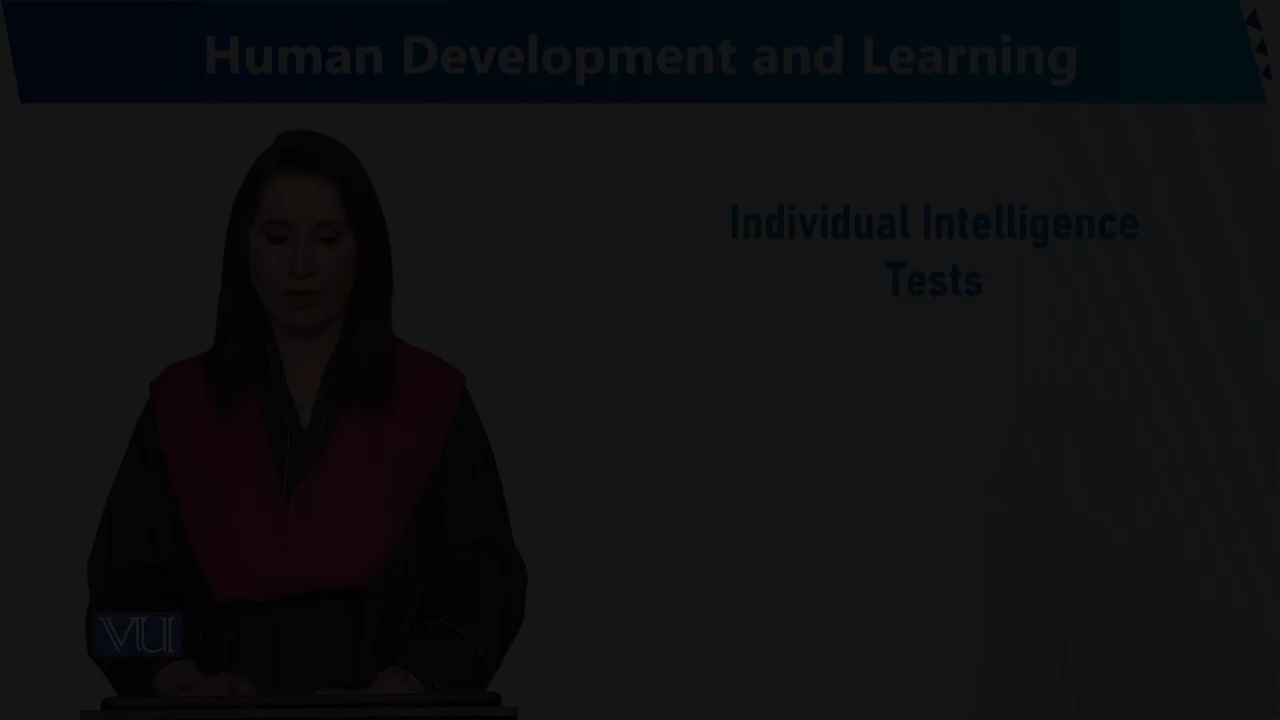 Human Development and Learning
Individual Intelligence
Tests
VU